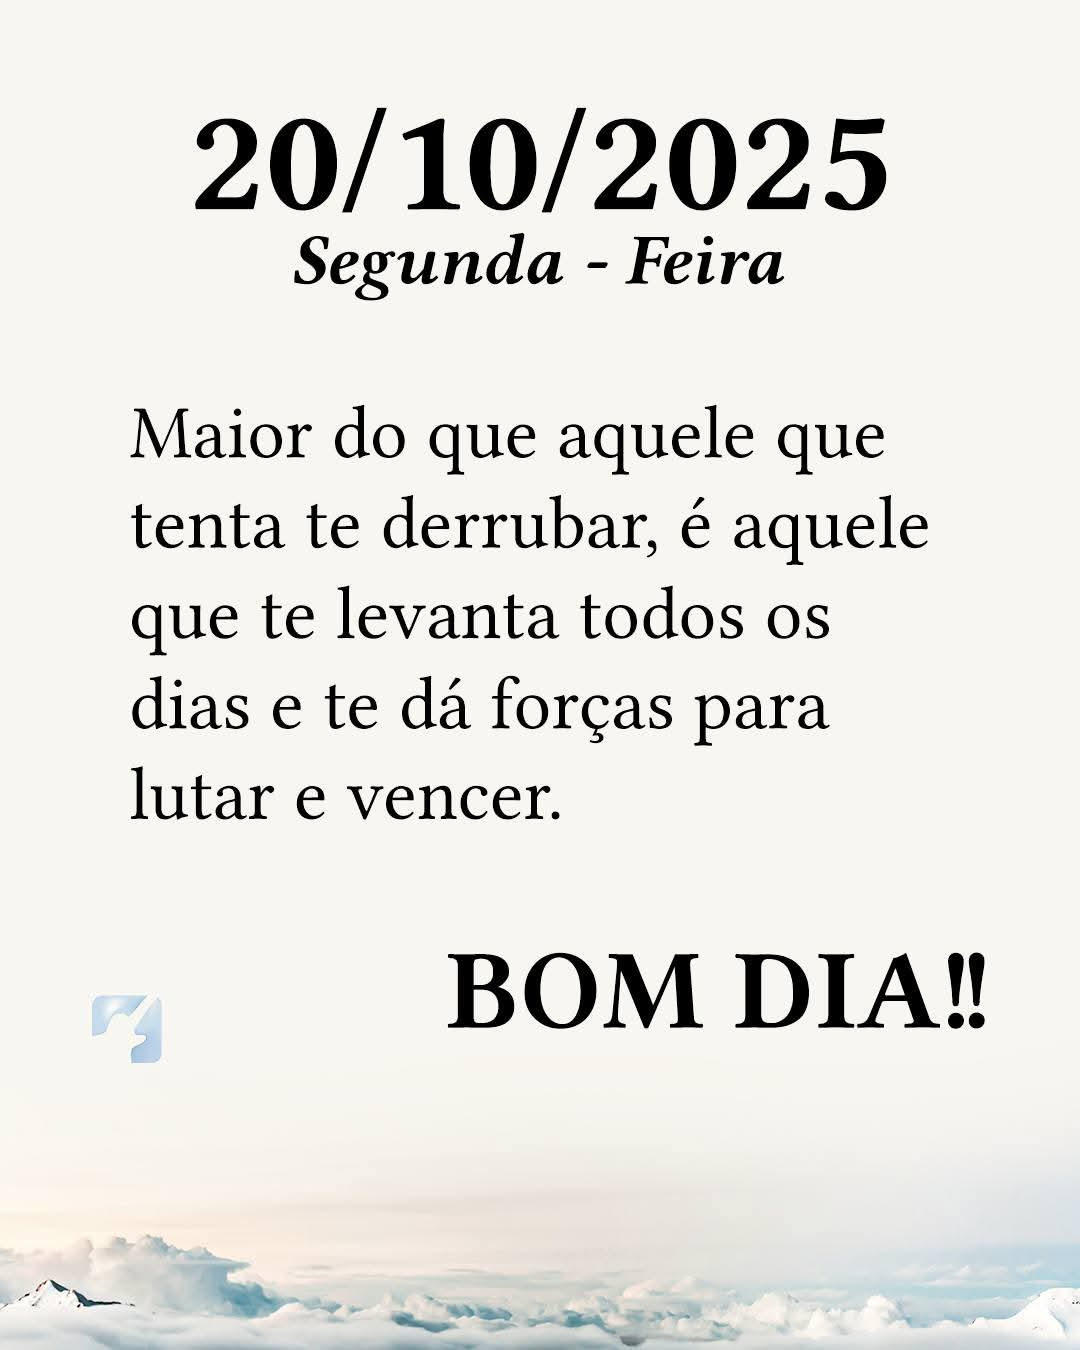 20/10/2025
Segunda - Feira
Maior do que aquele que
tenta te derrubar, é aquele
que te levanta todos os
dias e te dá forças para
lutar e vencer.
BOM DIA!!